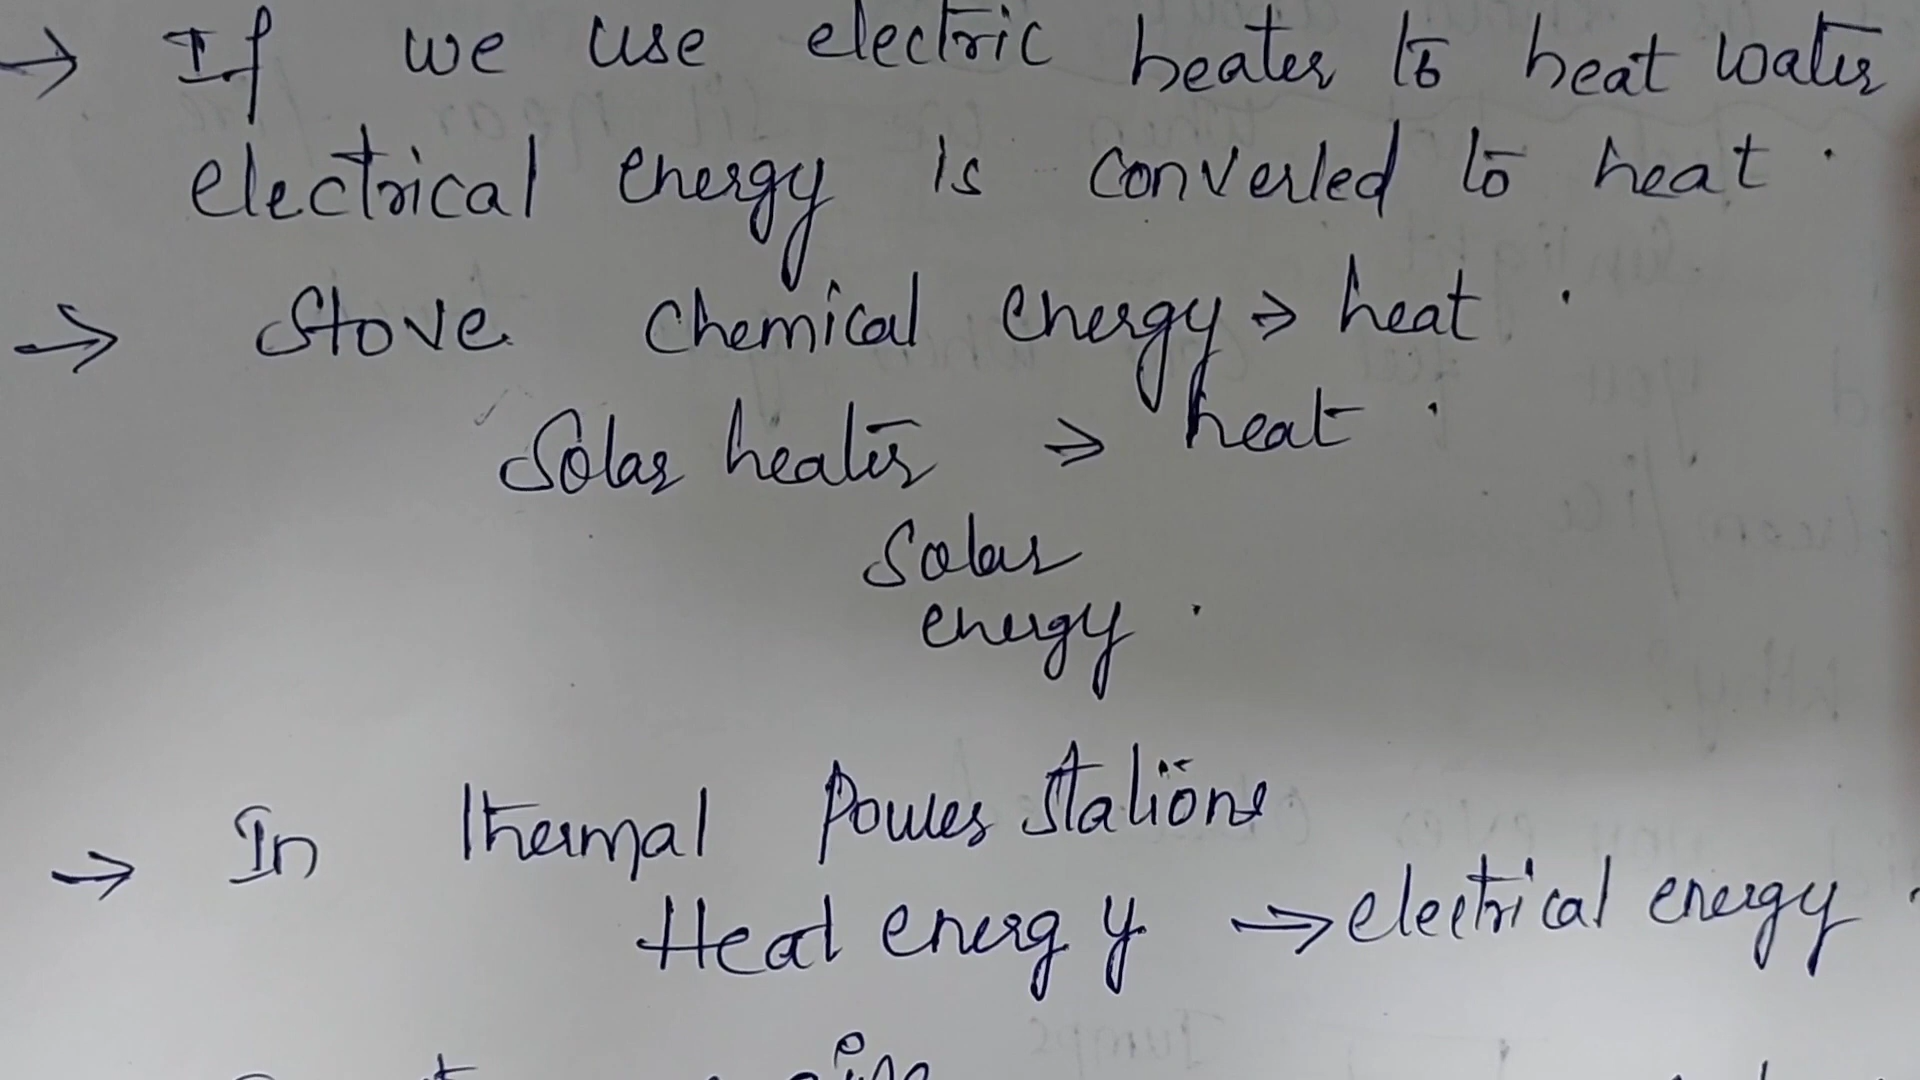 → If we use electric heater to heat water
electrical energy is converted to heat.
→ Stove chemical energy → heat.
Solar heater ⇒ heat.
Solar
energy.
→ In thermal Power Stations
Heat energy → electrical energy.